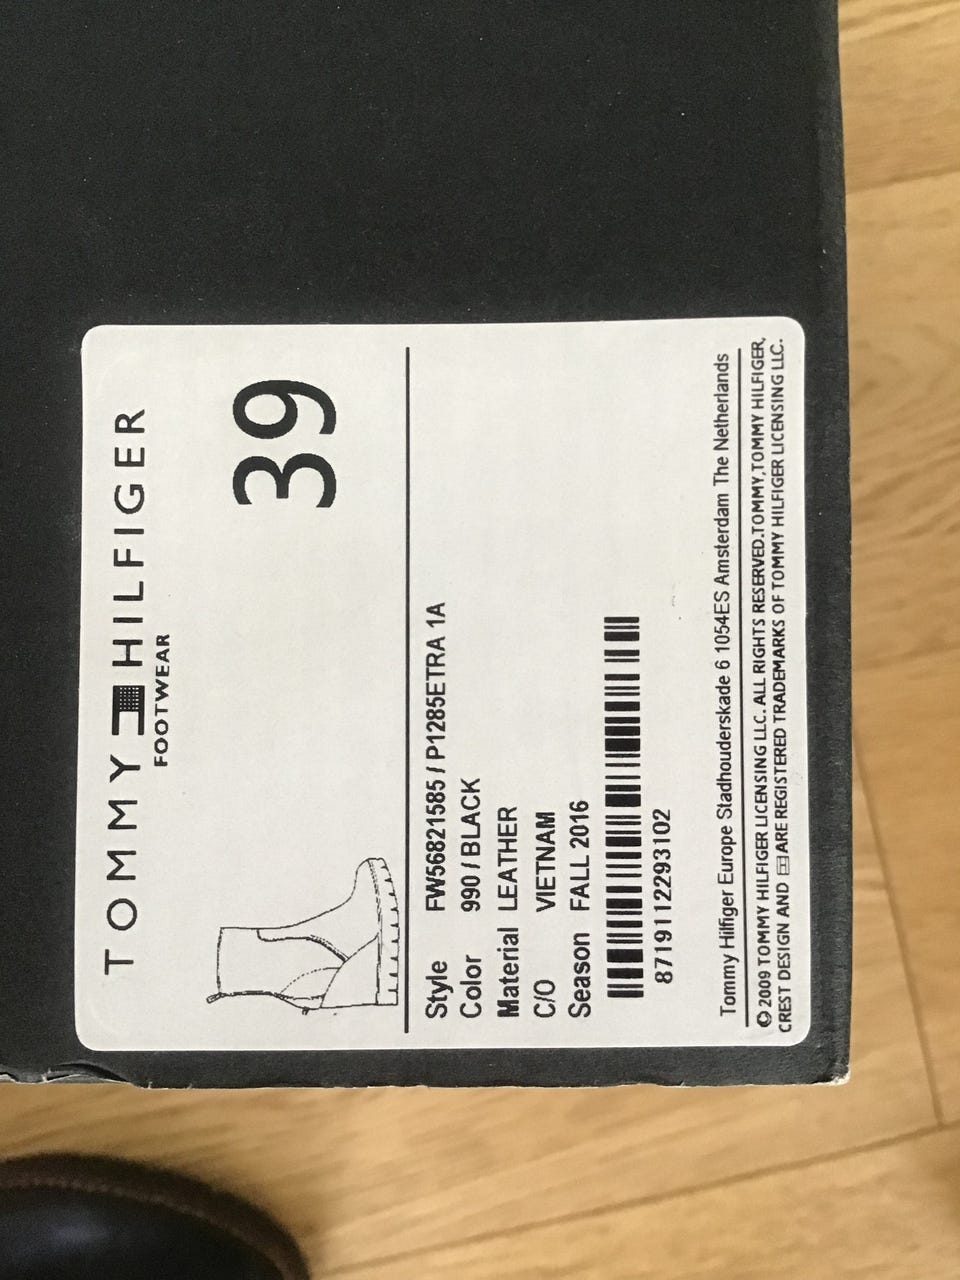 TOMMY HILFIGER
FOOTWEAR
39
Style FW56821585 / P1285ETRA 1A
Color 990 / BLACK
Material LEATHER
C/O VIETNAM
Season FALL 2016
8719112293102
Tommy Hilfiger Europe Stadhouderskade 6 1054ES Amsterdam The Netherlands
© 2009 TOMMY HILFIGER LICENSING LLC. ALL RIGHTS RESERVED.TOMMY,TOMMY HILFIGER,
CREST DESIGN AND ARE REGISTERED TRADEMARKS OF TOMMY HILFIGER LICENSING LLC.